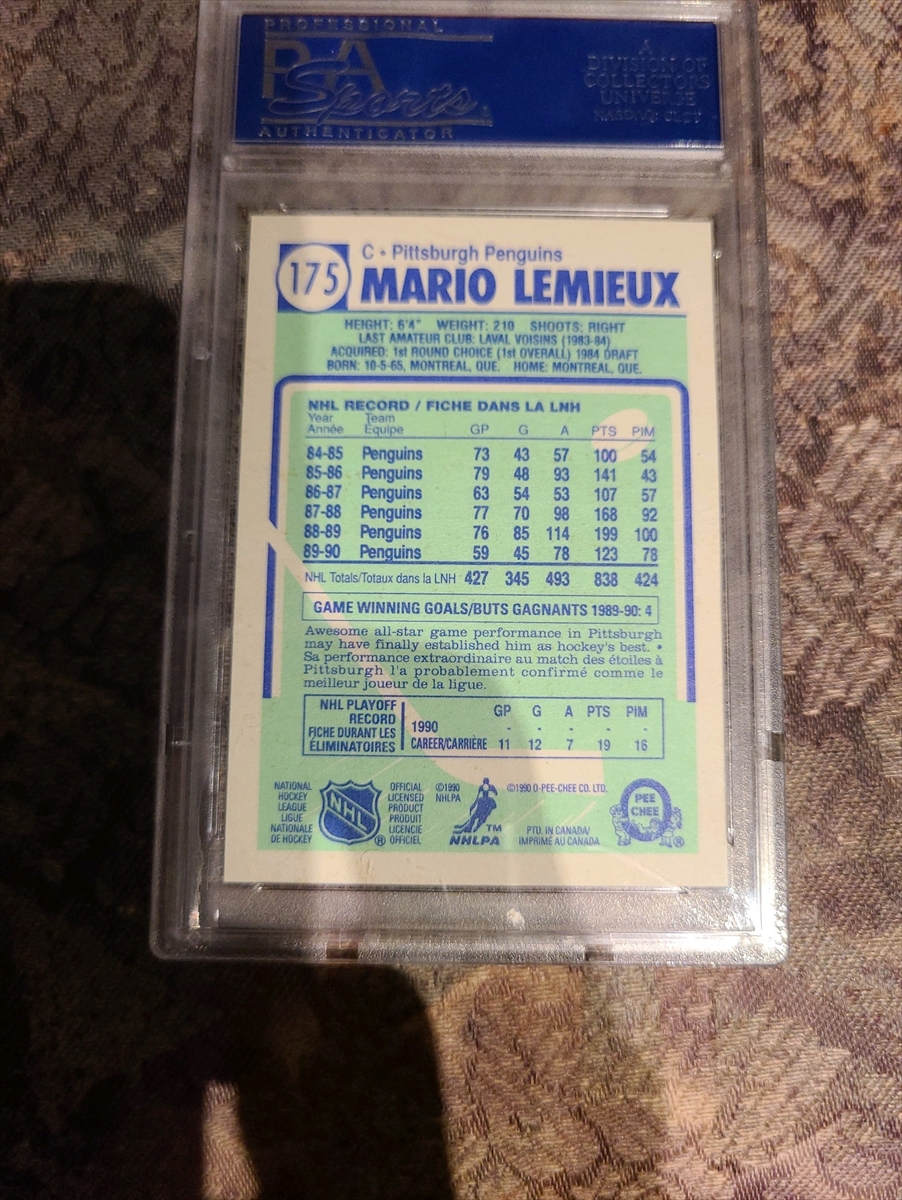 PROFESSIONAL
PSA
Sports
AUTHENTICATOR
A
DIVISION OF
COLLECTORS
UNIVERSE
NASDAQ: CLCT
175
C • Pittsburgh Penguins
MARIO LEMIEUX
HEIGHT: 6'4" WEIGHT: 210 SHOOTS: RIGHT
LAST AMATEUR CLUB: LAVAL VOISINS (1983-84)
ACQUIRED: 1st ROUND CHOICE (1st OVERALL) 1984 DRAFT
BORN: 10-5-65, MONTREAL, QUE. HOME: MONTREAL, QUE.
NHL RECORD / FICHE DANS LA LNH
Year Team
Année Équipe GP G A PTS PIM
84-85 Penguins 73 43 57 100 54
85-86 Penguins 79 48 93 141 43
86-87 Penguins 63 54 53 107 57
87-88 Penguins 77 70 98 168 92
88-89 Penguins 76 85 114 199 100
89-90 Penguins 59 45 78 123 78
NHL Totals/Totaux dans la LNH 427 345 493 838 424
GAME WINNING GOALS/BUTS GAGNANTS 1989-90: 4
Awesome all-star game performance in Pittsburgh
may have finally established him as hockey's best. •
Sa performance extraordinaire au match des étoiles à
Pittsburgh l'a probablement confirmé comme le
meilleur joueur de la ligue.
NHL PLAYOFF
RECORD
FICHE DURANT LES
ÉLIMINATOIRES
GP G A PTS PIM
1990 - - - - -
CAREER/CARRIÈRE 11 12 7 19 16
NATIONAL
HOCKEY
LEAGUE
LIGUE
NATIONALE
DE HOCKEY
NHL
®
OFFICIAL
LICENSED
PRODUCT
PRODUIT
LICENCIE
OFFICIEL
©1990
NHLPA
TM
NHLPA
©1990 O-PEE-CHEE CO. LTD.
PTD. IN CANADA/
IMPRIMÉ AU CANADA
O
PEE
CHEE
®